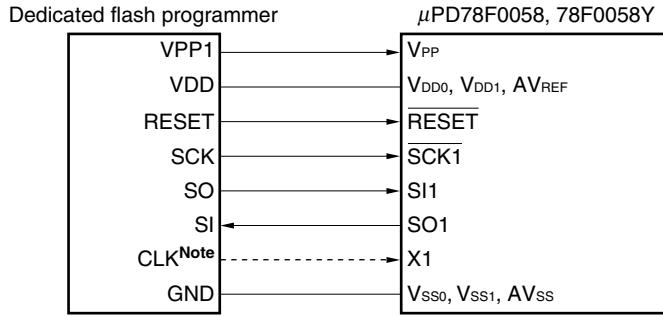 Dedicated flash programmer μPD78F0058, 78F0058Y
VPP1 VPP
VDD VDD0, VDD1, AVREF
RESET RESET
SCK SCK1
SO SI1
SI SO1
CLKNote X1
GND VSS0, VSS1, AVSS